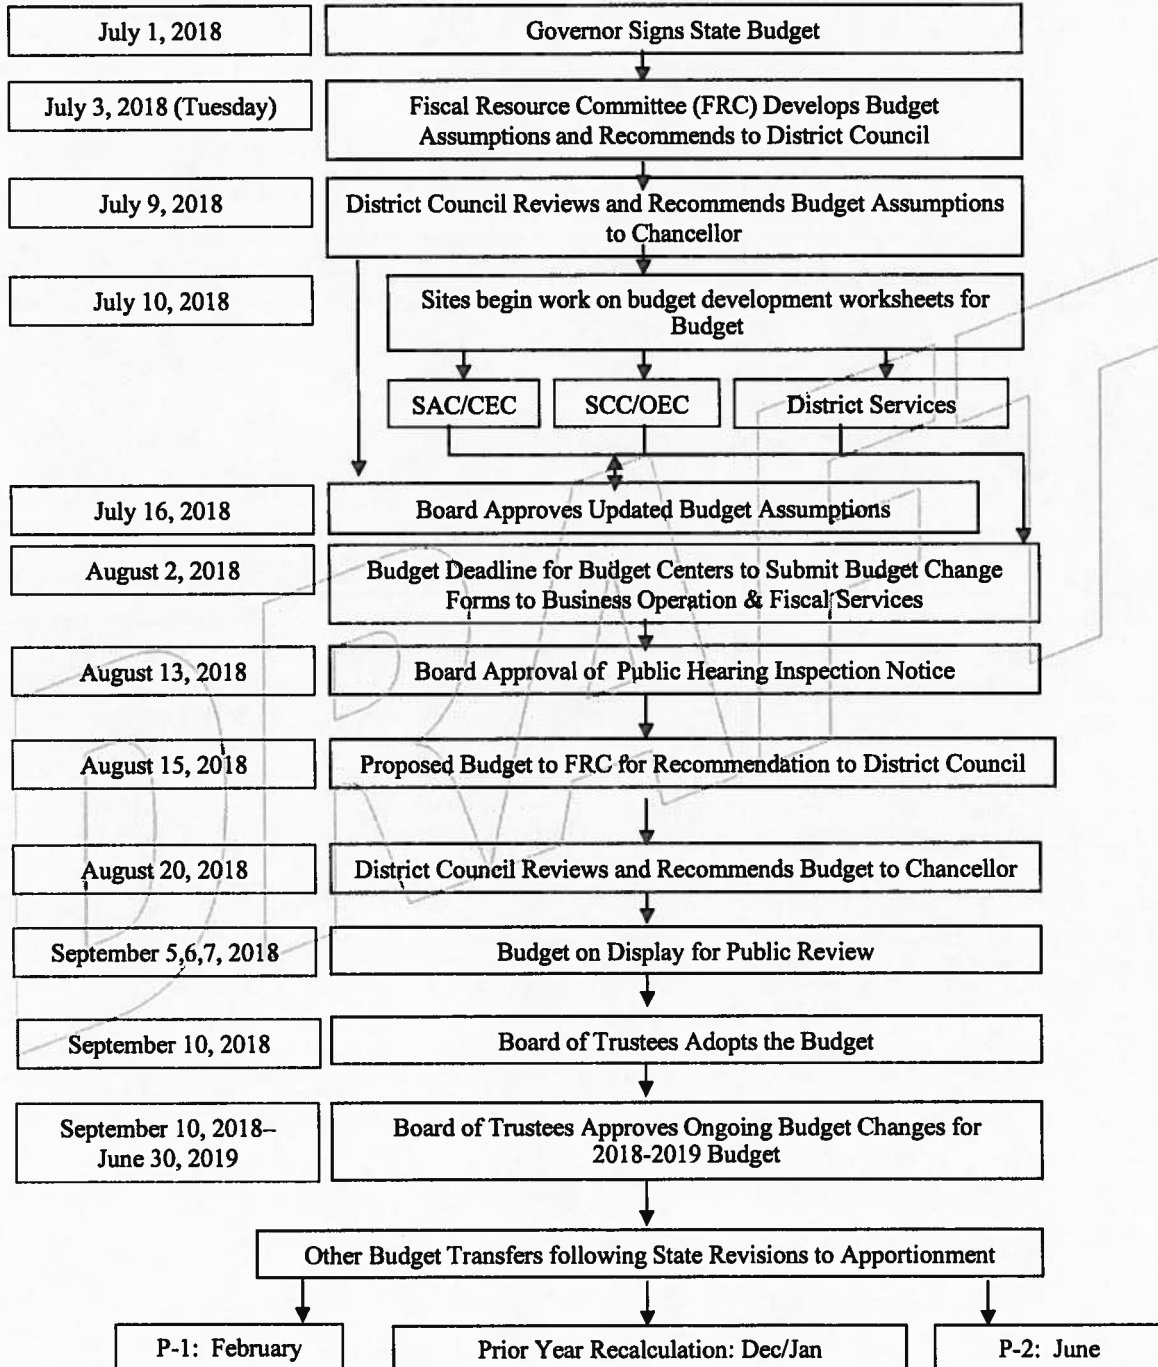 July 1, 2018
Governor Signs State Budget
July 3, 2018 (Tuesday)
Fiscal Resource Committee (FRC) Develops Budget
Assumptions and Recommends to District Council
July 9, 2018
District Council Reviews and Recommends Budget Assumptions
to Chancellor
July 10, 2018
Sites begin work on budget development worksheets for
Budget
SAC/CEC
SCC/OEC
District Services
July 16, 2018
Board Approves Updated Budget Assumptions
August 2, 2018
Budget Deadline for Budget Centers to Submit Budget Change
Forms to Business Operation & Fiscal Services
August 13, 2018
Board Approval of Public Hearing Inspection Notice
August 15, 2018
Proposed Budget to FRC for Recommendation to District Council
August 20, 2018
District Council Reviews and Recommends Budget to Chancellor
September 5,6,7, 2018
Budget on Display for Public Review
September 10, 2018
Board of Trustees Adopts the Budget
September 10, 2018–
June 30, 2019
Board of Trustees Approves Ongoing Budget Changes for
2018-2019 Budget
Other Budget Transfers following State Revisions to Apportionment
P-1: February
Prior Year Recalculation: Dec/Jan
P-2: June
DRAFT